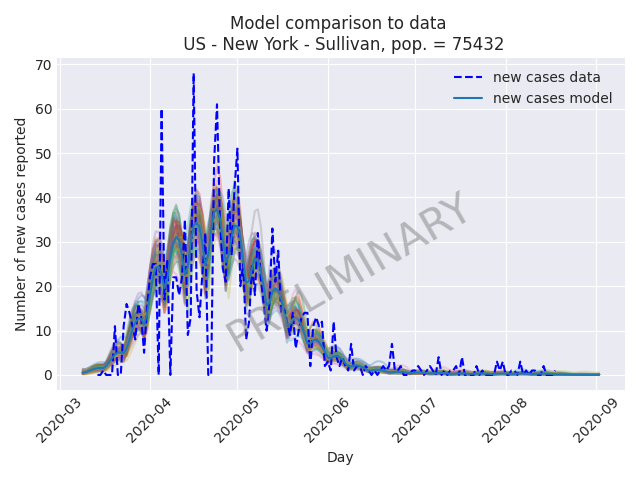 Model comparison to data
US - New York - Sullivan, pop. = 75432
Number of new cases reported
70
60
50
40
30
20
10
0
new cases data
new cases model
PRELIMINARY
2020-03
2020-04
2020-05
2020-06
2020-07
2020-08
2020-09
Day